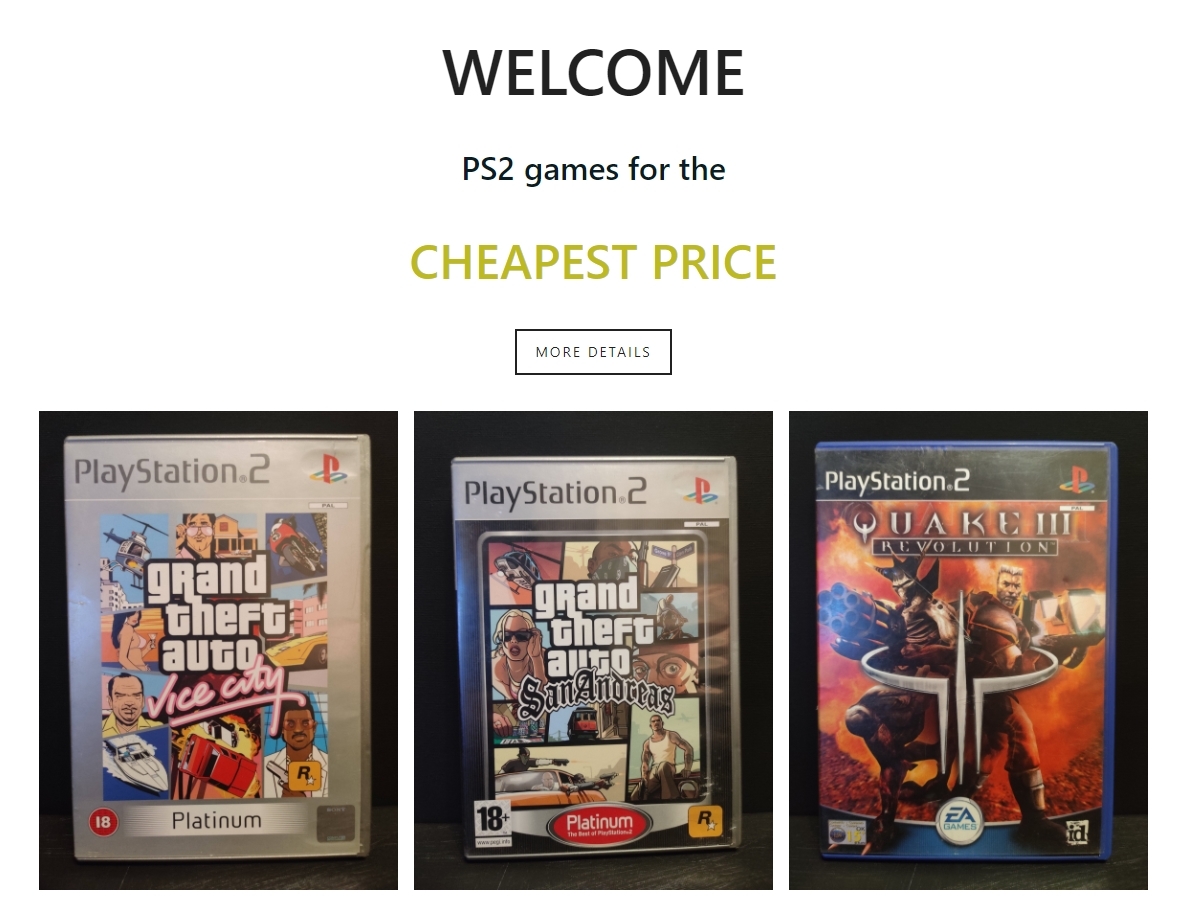 WELCOME
PS2 games for the
CHEAPEST PRICE
MORE DETAILS
PlayStation®2
PAL
grand
theft
auto
vice city
R★
18
Platinum
PlayStation®2
PAL
grand
theft
auto
San Andreas
18+
www.pegi.info
Platinum
The Best of PlayStation®2
R★
PlayStation®2
PAL
QUAKE III
REVOLUTION
EA
GAMES
id